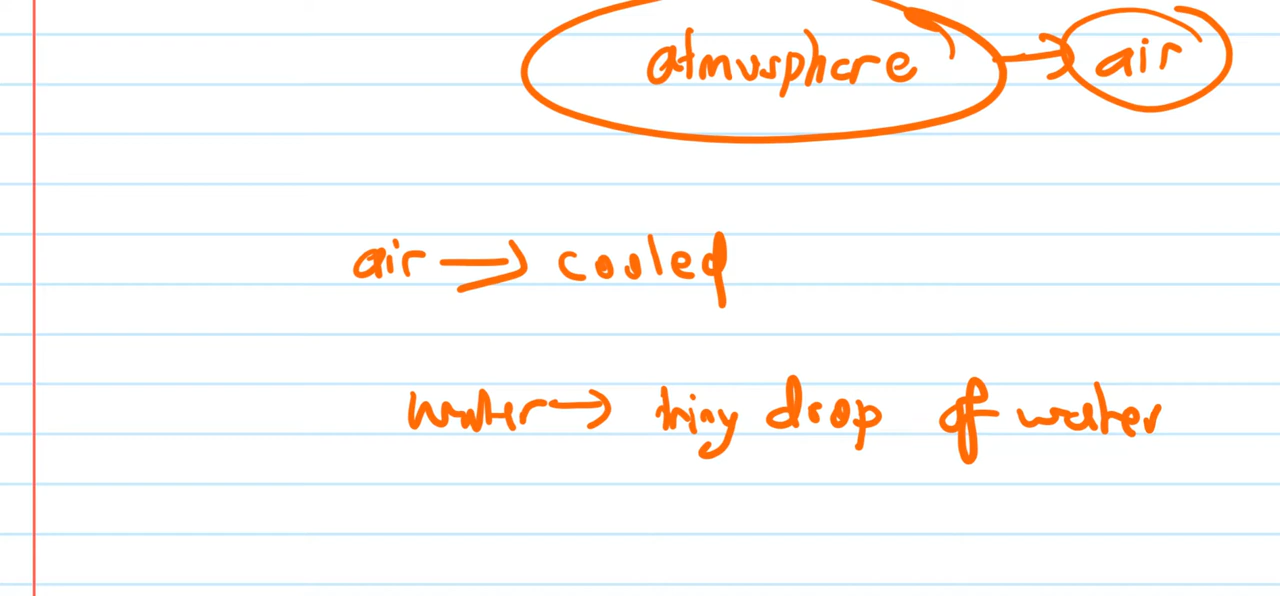 atmusphere → air
air → cooled
water → tiny drop of water